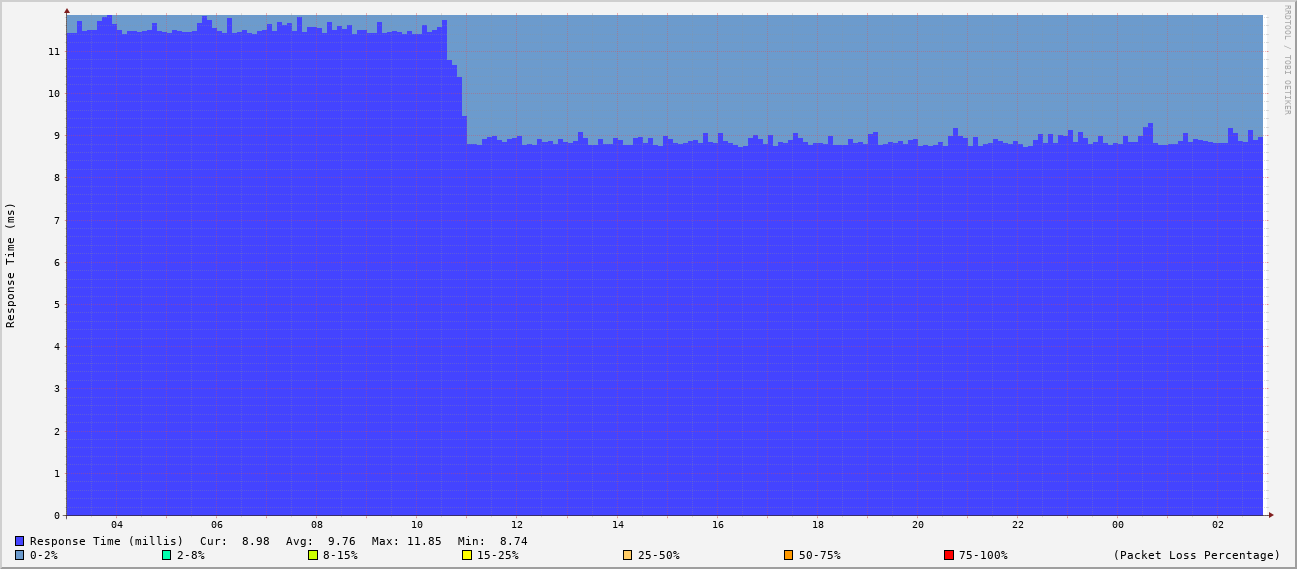 RRDTOOL / TOBI OETIKER
Response Time (ms)
11
10
9
8
7
6
5
4
3
2
1
0
04 06 08 10 12 14 16 18 20 22 00 02
Response Time (millis) Cur: 8.98 Avg: 9.76 Max: 11.85 Min: 8.74
0-2% 2-8% 8-15% 15-25% 25-50% 50-75% 75-100% (Packet Loss Percentage)